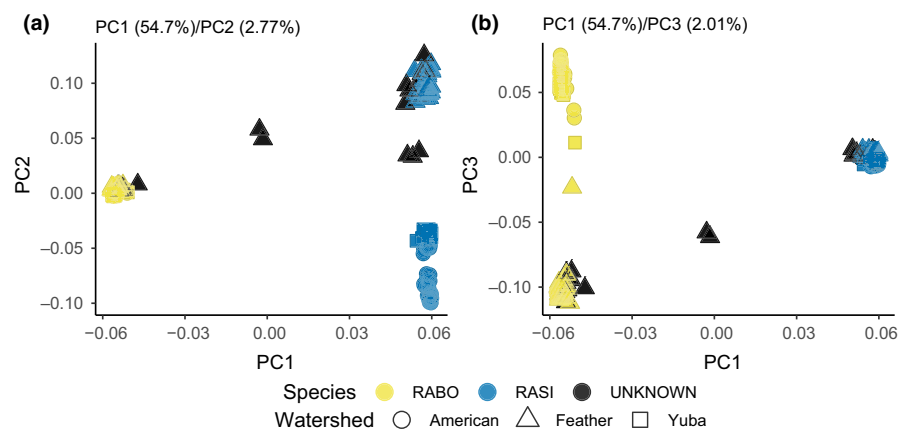 (a)
PC1 (54.7%)/PC2 (2.77%)
PC2
0.10
0.05
0.00
−0.05
−0.10
−0.06
−0.03
0.00
0.03
0.06
PC1
(b)
PC1 (54.7%)/PC3 (2.01%)
PC3
0.05
0.00
−0.05
−0.10
−0.06
−0.03
0.00
0.03
0.06
PC1
Species RABO RASI UNKNOWN
Watershed American Feather Yuba